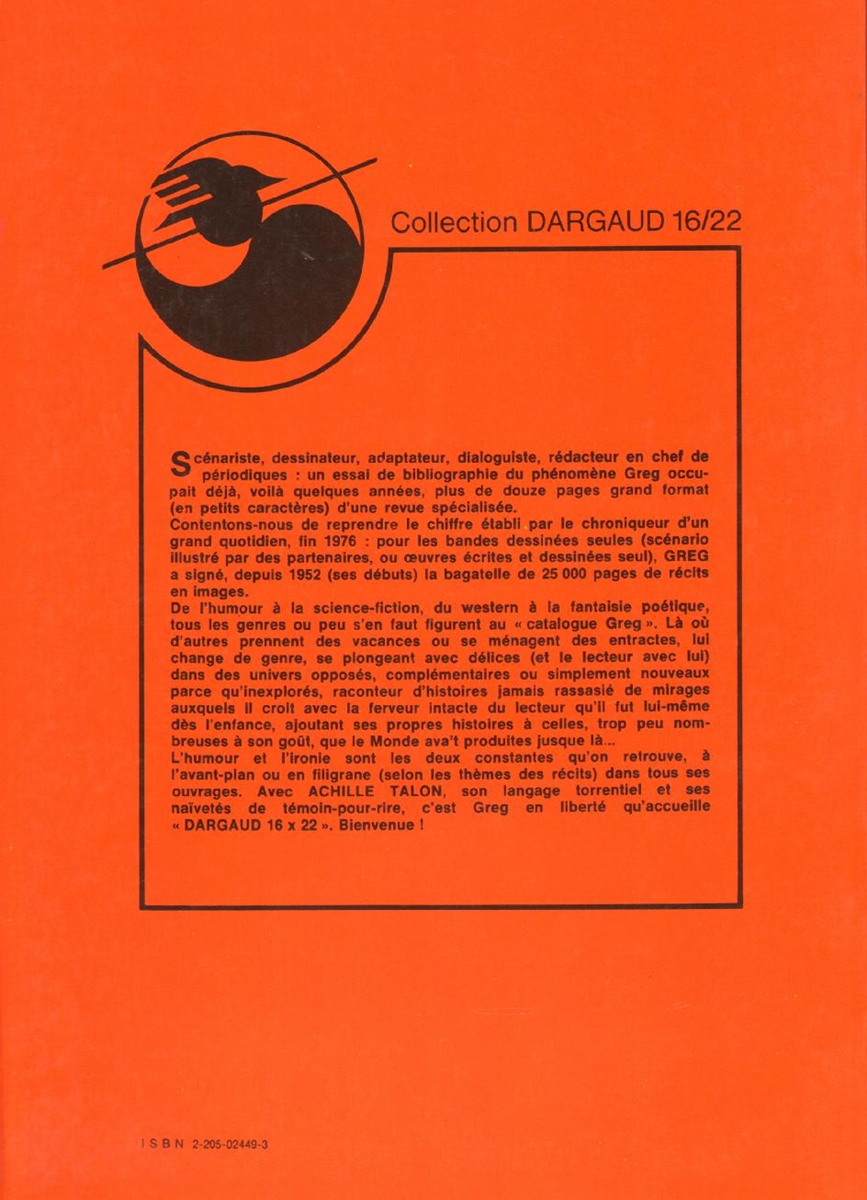 Collection DARGAUD 16/22
Scénariste, dessinateur, adaptateur, dialoguiste, rédacteur en chef de
périodiques : un essai de bibliographie du phénomène Greg occu-
pait déjà, voilà quelques années, plus de douze pages grand format
(en petits caractères) d'une revue spécialisée.
Contentons-nous de reprendre le chiffre établi par le chroniqueur d'un
grand quotidien, fin 1976 : pour les bandes dessinées seules (scénario
illustré par des partenaires, ou œuvres écrites et dessinées seul), GREG
a signé, depuis 1952 (ses débuts) la bagatelle de 25 000 pages de récits
en images.
De l'humour à la science-fiction, du western à la fantaisie poétique,
tous les genres ou peu s'en faut figurent au « catalogue Greg ». Là où
d'autres prennent des vacances ou se ménagent des entractes, lui
change de genre, se plongeant avec délices (et le lecteur avec lui)
dans des univers opposés, complémentaires ou simplement nouveaux
parce qu'inexplorés, raconteur d'histoires jamais rassasié de mirages
auxquels il croit avec la ferveur intacte du lecteur qu'il fut lui-même
dès l'enfance, ajoutant ses propres histoires à celles, trop peu nom-
breuses à son goût, que le Monde ava't produites jusque là...
L'humour et l'ironie sont les deux constantes qu'on retrouve, à
l'avant-plan ou en filigrane (selon les thèmes des récits) dans tous ses
ouvrages. Avec ACHILLE TALON, son langage torrentiel et ses
naïvetés de témoin-pour-rire, c'est Greg en liberté qu'accueille
« DARGAUD 16 x 22 ». Bienvenue !
ISBN 2-205-02449-3